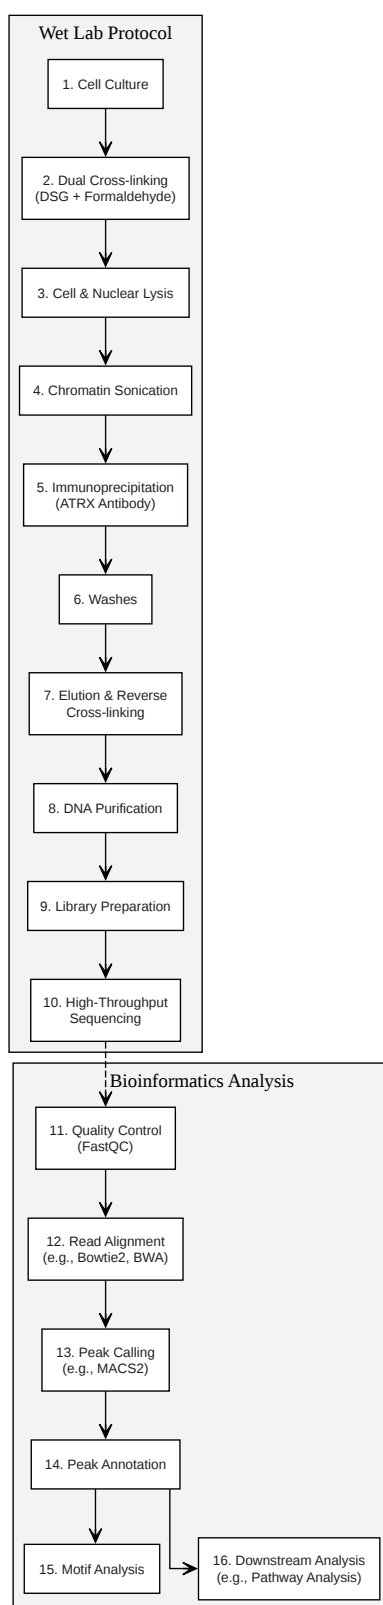 Wet Lab Protocol
1. Cell Culture
2. Dual Cross-linking
(DSG + Formaldehyde)
3. Cell & Nuclear Lysis
4. Chromatin Sonication
5. Immunoprecipitation
(ATRX Antibody)
6. Washes
7. Elution & Reverse
Cross-linking
8. DNA Purification
9. Library Preparation
10. High-Throughput
Sequencing
Bioinformatics Analysis
11. Quality Control
(FastQC)
12. Read Alignment
(e.g., Bowtie2, BWA)
13. Peak Calling
(e.g., MACS2)
14. Peak Annotation
15. Motif Analysis
16. Downstream Analysis
(e.g., Pathway Analysis)